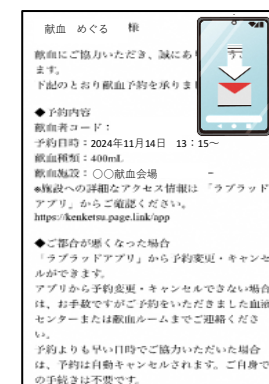 献血　めぐる　様
献血にご協力いただき、誠にあり
ます。
下記のとおり献血予約を承りま
◆予約内容
献血者コード：
予約日時：2024年11月14日　13：15～
献血種類：400mL
献血施設：〇〇献血会場
※施設への詳細なアクセス情報は「ラブラッド
アプリ」からご確認ください。
https://kenketsu.page.link/app
◆ご都合が悪くなった場合
「ラブラッドアプリ」から予約変更・キャンセ
ルができます。
アプリから予約変更・キャンセルできない場合
は、お手数ですがご予約をいただきました血液
センターまたは献血ルームまでご連絡くださ
い。
予約よりも早い日時でご協力いただいた場合
は、予約は自動キャンセルされます。ご自身で
の手続きは不要です。